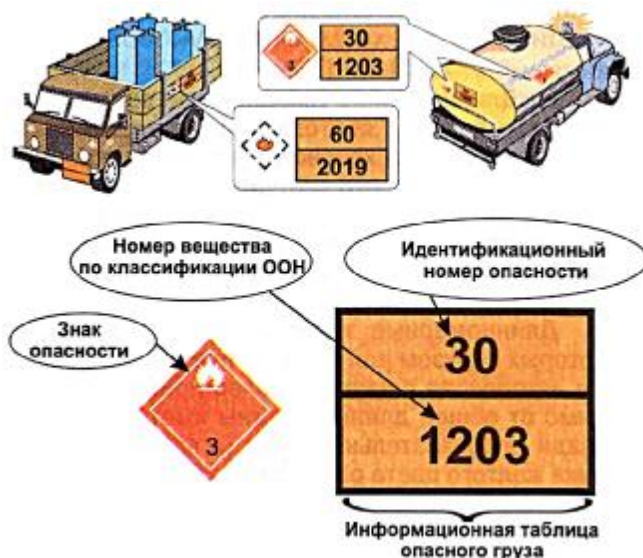 3
30
1203
60
2019
Номер вещества
по классификации ООН
Идентификационный
номер опасности
Знак
опасности
30
3
1203
Информационная таблица
опасного груза